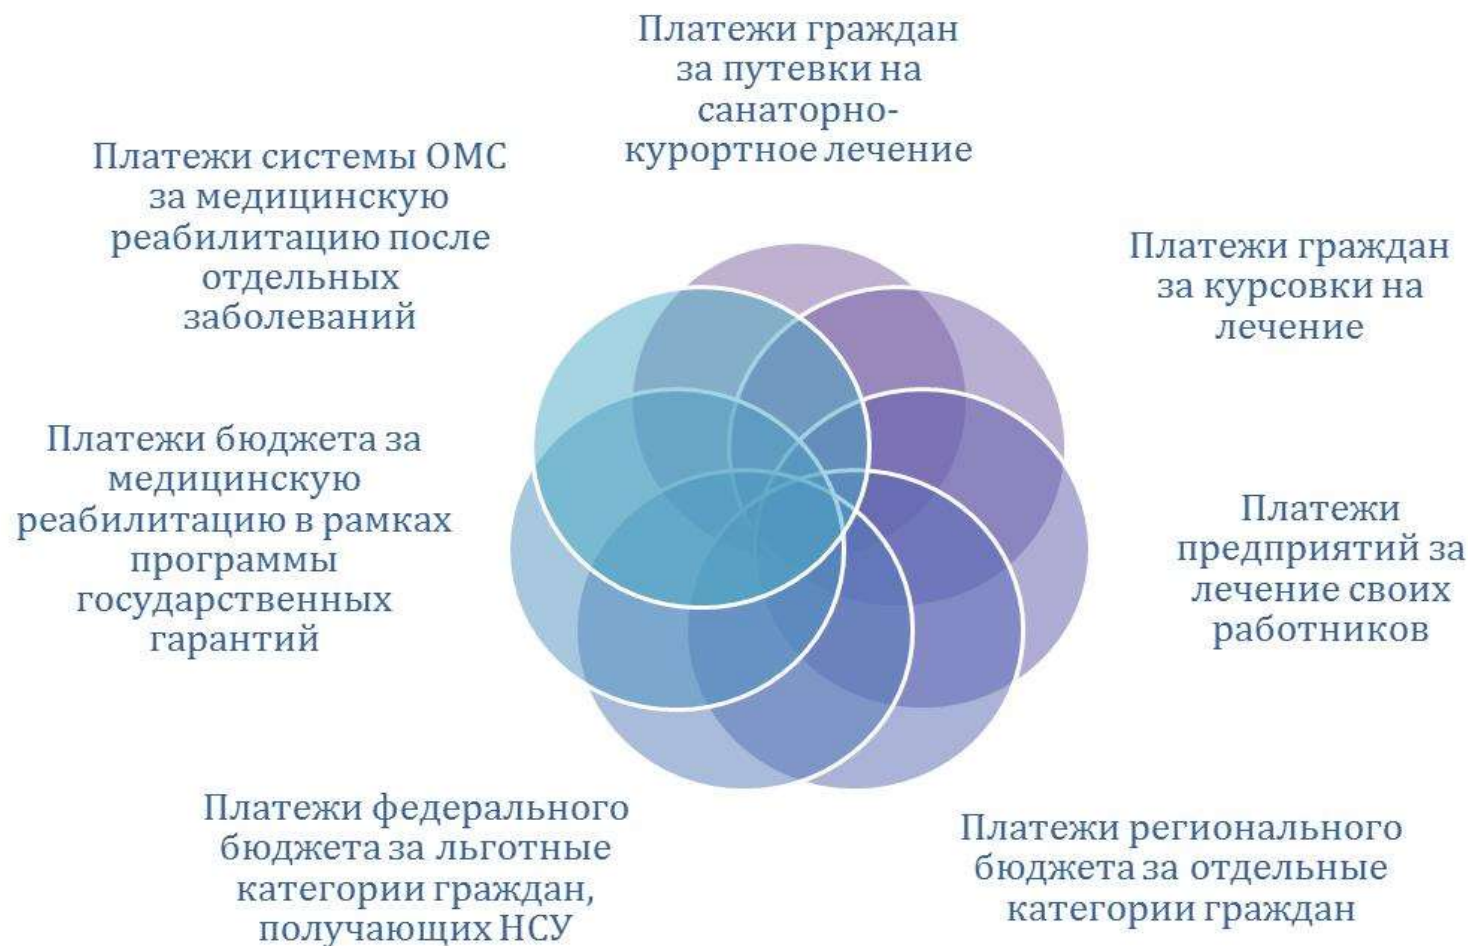 Платежи граждан
за путевки на
санаторно-
курортное лечение
Платежи граждан
за курсовки на
лечение
Платежи
предприятий за
лечение своих
работников
Платежи регионального
бюджета за отдельные
категории граждан
Платежи федерального
бюджета за льготные
категории граждан,
получающих НСУ
Платежи бюджета за
медицинскую
реабилитацию в рамках
программы
государственных
гарантий
Платежи системы ОМС
за медицинскую
реабилитацию после
отдельных
заболеваний